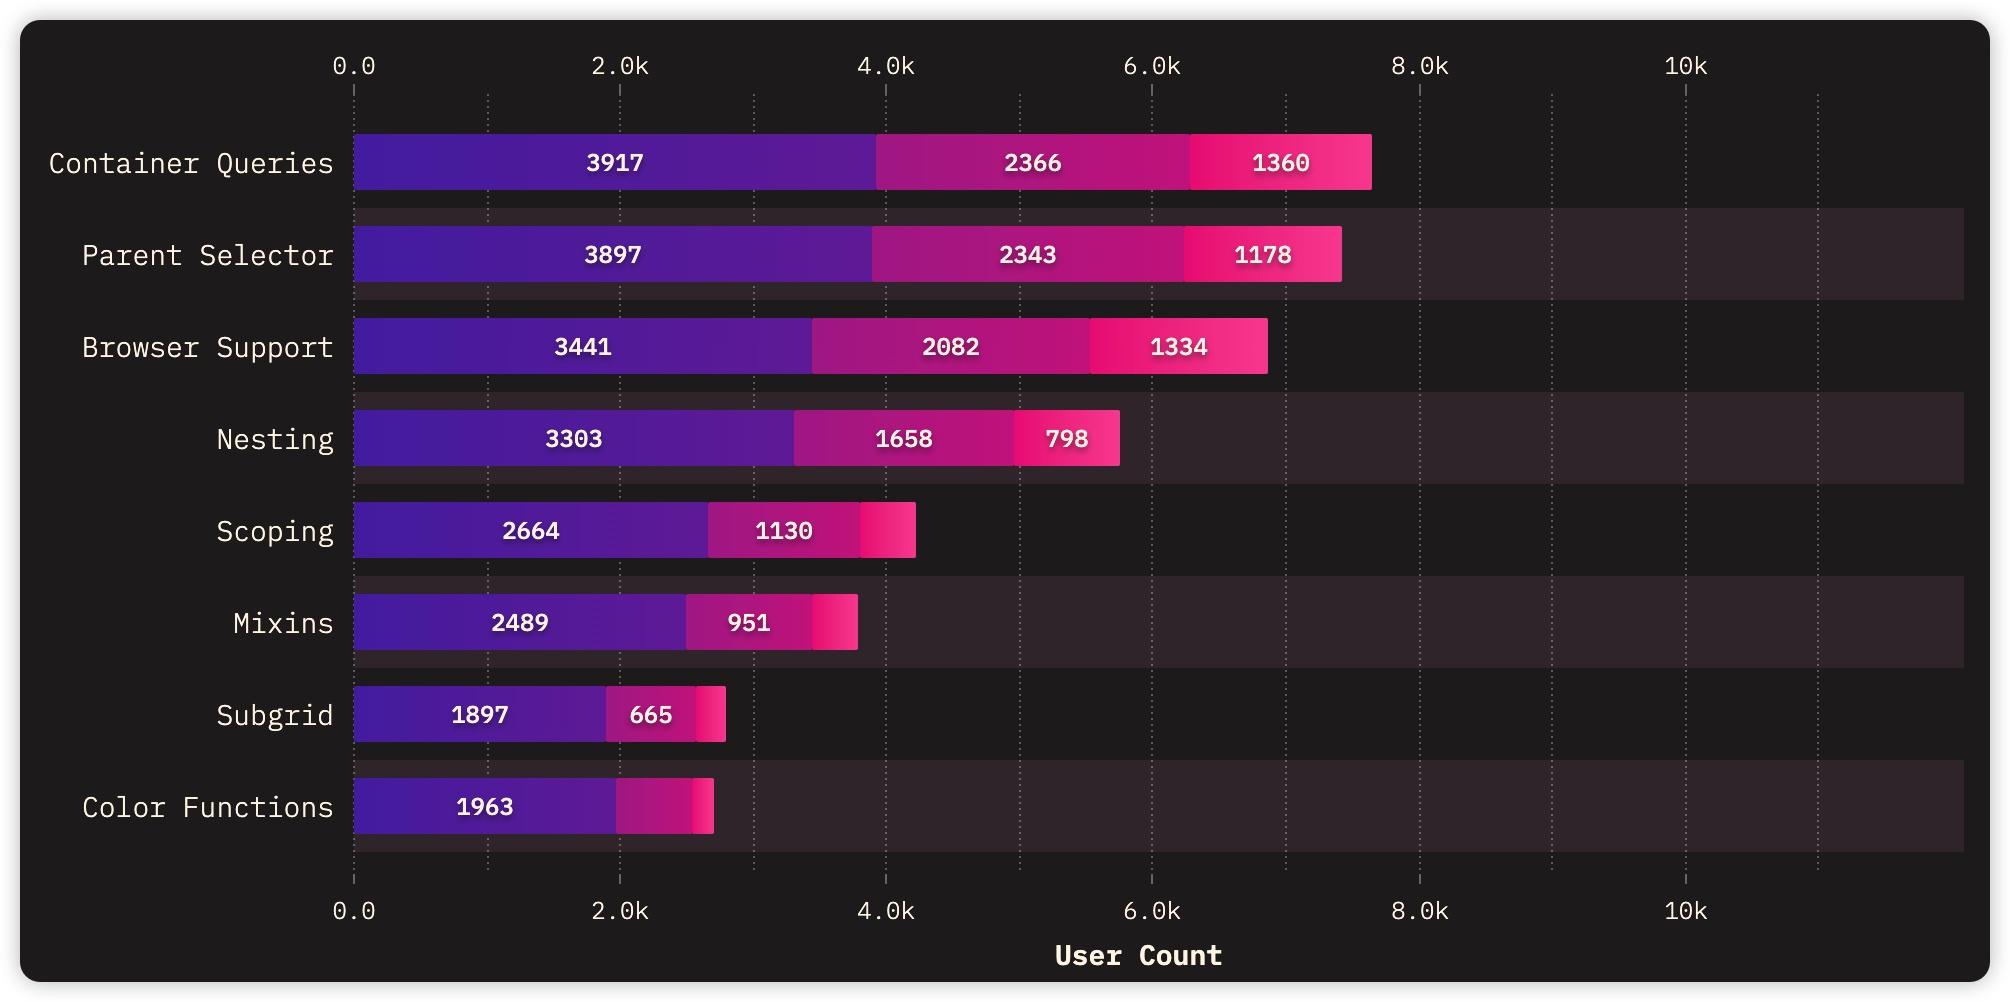 0.0 2.0k 4.0k 6.0k 8.0k 10k
Container Queries 3917 2366 1360
Parent Selector 3897 2343 1178
Browser Support 3441 2082 1334
Nesting 3303 1658 798
Scoping 2664 1130
Mixins 2489 951
Subgrid 1897 665
Color Functions 1963
0.0 2.0k 4.0k 6.0k 8.0k 10k
User Count